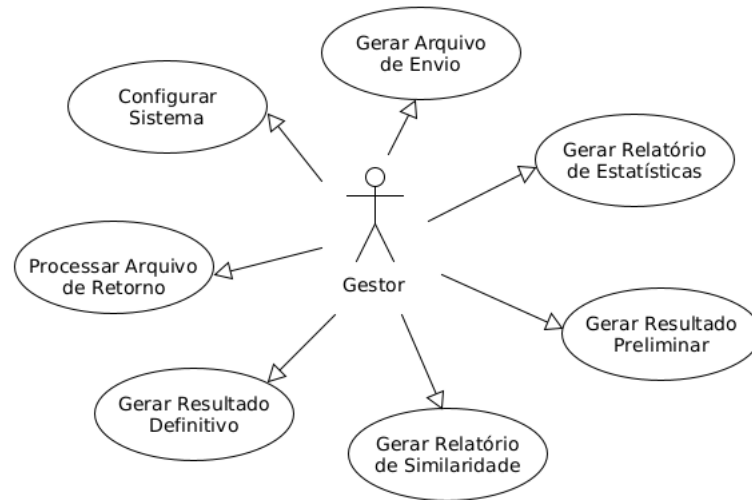 Gerar Arquivo
de Envio
Configurar
Sistema
Gerar Relatório
de Estatísticas
Processar Arquivo
de Retorno
Gestor
Gerar Resultado
Preliminar
Gerar Resultado
Definitivo
Gerar Relatório
de Similaridade